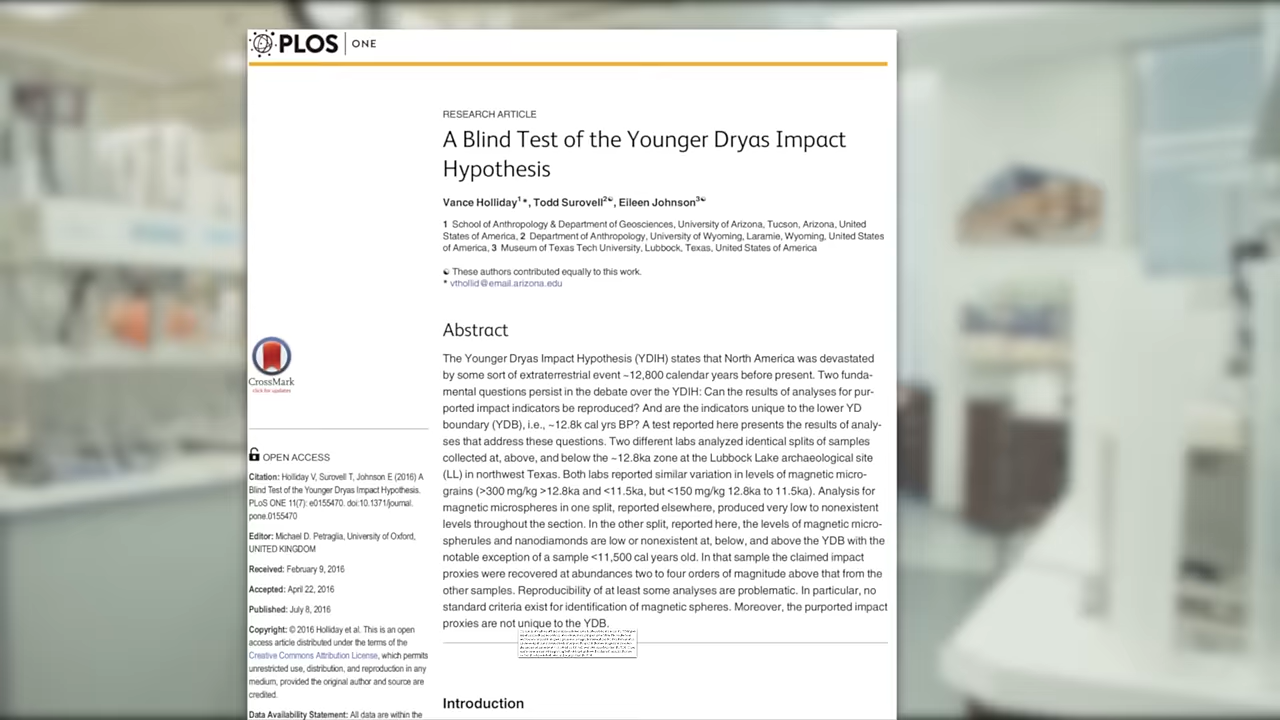 PLOS ONE
RESEARCH ARTICLE
A Blind Test of the Younger Dryas Impact
Hypothesis
Vance Holliday1*, Todd Surovell2☯, Eileen Johnson3☯
1 School of Anthropology & Department of Geosciences, University of Arizona, Tucson, Arizona, United
States of America, 2 Department of Anthropology, University of Wyoming, Laramie, Wyoming, United States
of America, 3 Museum of Texas Tech University, Lubbock, Texas, United States of America
☯ These authors contributed equally to this work.
* vthollid@email.arizona.edu
Abstract
The Younger Dryas Impact Hypothesis (YDIH) states that North America was devastated
by some sort of extraterrestrial event ~12,800 calendar years before present. Two funda-
mental questions persist in the debate over the YDIH: Can the results of analyses for pur-
ported impact indicators be reproduced? And are the indicators unique to the lower YD
boundary (YDB), i.e., ~12.8k cal yrs BP? A test reported here presents the results of analy-
ses that address these questions. Two different labs analyzed identical splits of samples
collected at, above, and below the ~12.8ka zone at the Lubbock Lake archaeological site
(LL) in northwest Texas. Both labs reported similar variation in levels of magnetic micro-
grains (>300 mg/kg >12.8ka and <11.5ka, but <150 mg/kg 12.8ka to 11.5ka). Analysis for
magnetic microspheres in one split, reported elsewhere, produced very low to nonexistent
levels throughout the section. In the other split, reported here, the levels of magnetic micro-
spherules and nanodiamonds are low or nonexistent at, below, and above the YDB with the
notable exception of a sample <11,500 cal years old. In that sample the claimed impact
proxies were recovered at abundances two to four orders of magnitude above that from the
other samples. Reproducibility of at least some analyses are problematic. In particular, no
standard criteria exist for identification of magnetic spheres. Moreover, the purported impact
proxies are not unique to the YDB.
Introduction
CrossMark
click for updates
OPEN ACCESS
Citation: Holliday V, Surovell T, Johnson E (2016) A
Blind Test of the Younger Dryas Impact Hypothesis.
PLoS ONE 11(7): e0155470. doi:10.1371/journal.
pone.0155470
Editor: Michael D. Petraglia, University of Oxford,
UNITED KINGDOM
Received: February 9, 2016
Accepted: April 22, 2016
Published: July 8, 2016
Copyright: © 2016 Holliday et al. This is an open
access article distributed under the terms of the
Creative Commons Attribution License, which permits
unrestricted use, distribution, and reproduction in any
medium, provided the original author and source are
credited.
Data Availability Statement: All data are within the